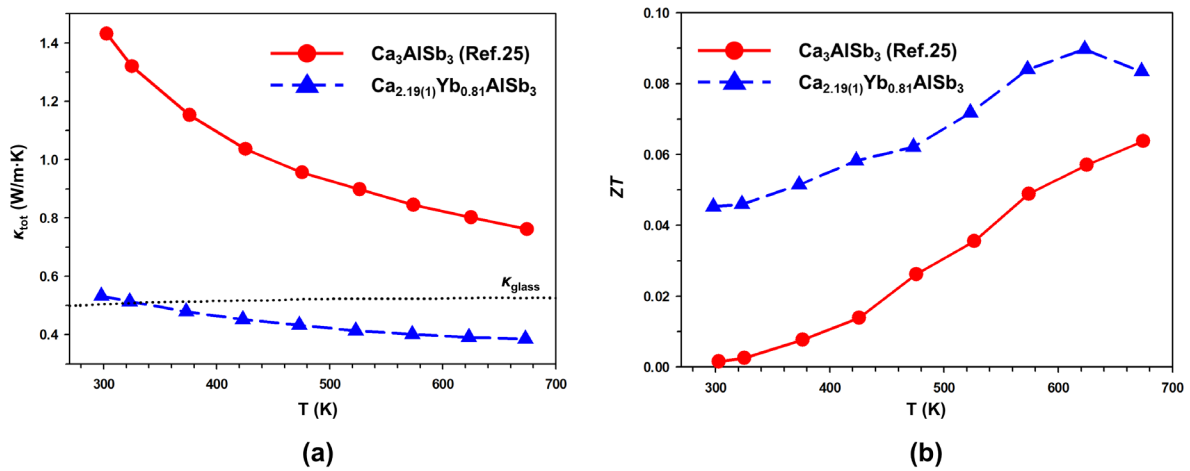 1.4
1.2
1.0
0.8
0.6
0.4
κtot (W/m·K)
Ca3AlSb3 (Ref.25)
Ca2.19(1)Yb0.81AlSb3
κglass
300 400 500 600 700
T (K)
(a)
0.10
0.08
0.06
0.04
0.02
0.00
ZT
Ca3AlSb3 (Ref.25)
Ca2.19(1)Yb0.81AlSb3
300 400 500 600 700
T (K)
(b)